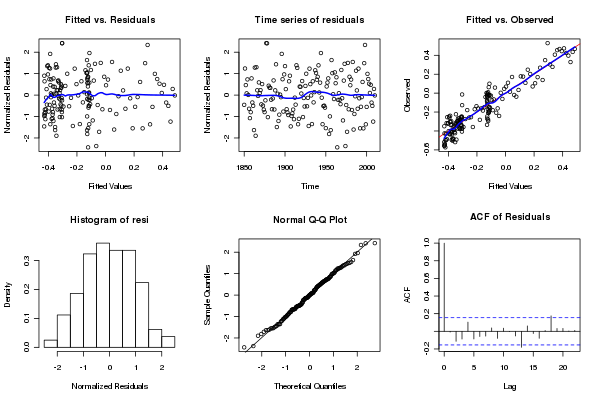 Fitted vs. Residuals
Normalized Residuals
-2 -1 0 1 2
-0.4 0.0 0.2 0.4
Fitted Values
Time series of residuals
Normalized Residuals
-2 -1 0 1 2
1850 1900 1950 2000
Time
Fitted vs. Observed
Observed
-0.6 -0.2 0.0 0.2 0.4
-0.4 -0.2 0.0 0.2 0.4
Fitted Values
Histogram of resi
Density
0.0 0.1 0.2 0.3
-2 -1 0 1 2
Normalized Residuals
Normal Q-Q Plot
Sample Quantiles
-2 -1 0 1 2
-2 -1 0 1 2
Theoretical Quantiles
ACF of Residuals
ACF
-0.2 0.2 0.4 0.6 0.8 1.0
0 5 10 15 20
Lag